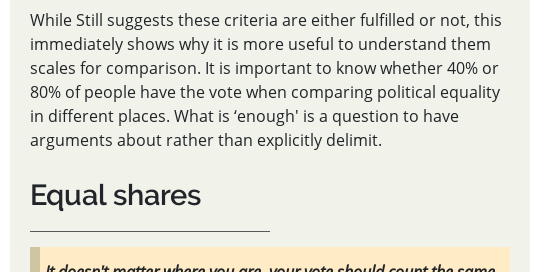 While Still suggests these criteria are either fulfilled or not, this
immediately shows why it is more useful to understand them
scales for comparison. It is important to know whether 40% or
80% of people have the vote when comparing political equality
in different places. What is ‘enough' is a question to have
arguments about rather than explicitly delimit.
Equal shares
It doesn't matter where you are, your vote should count the same